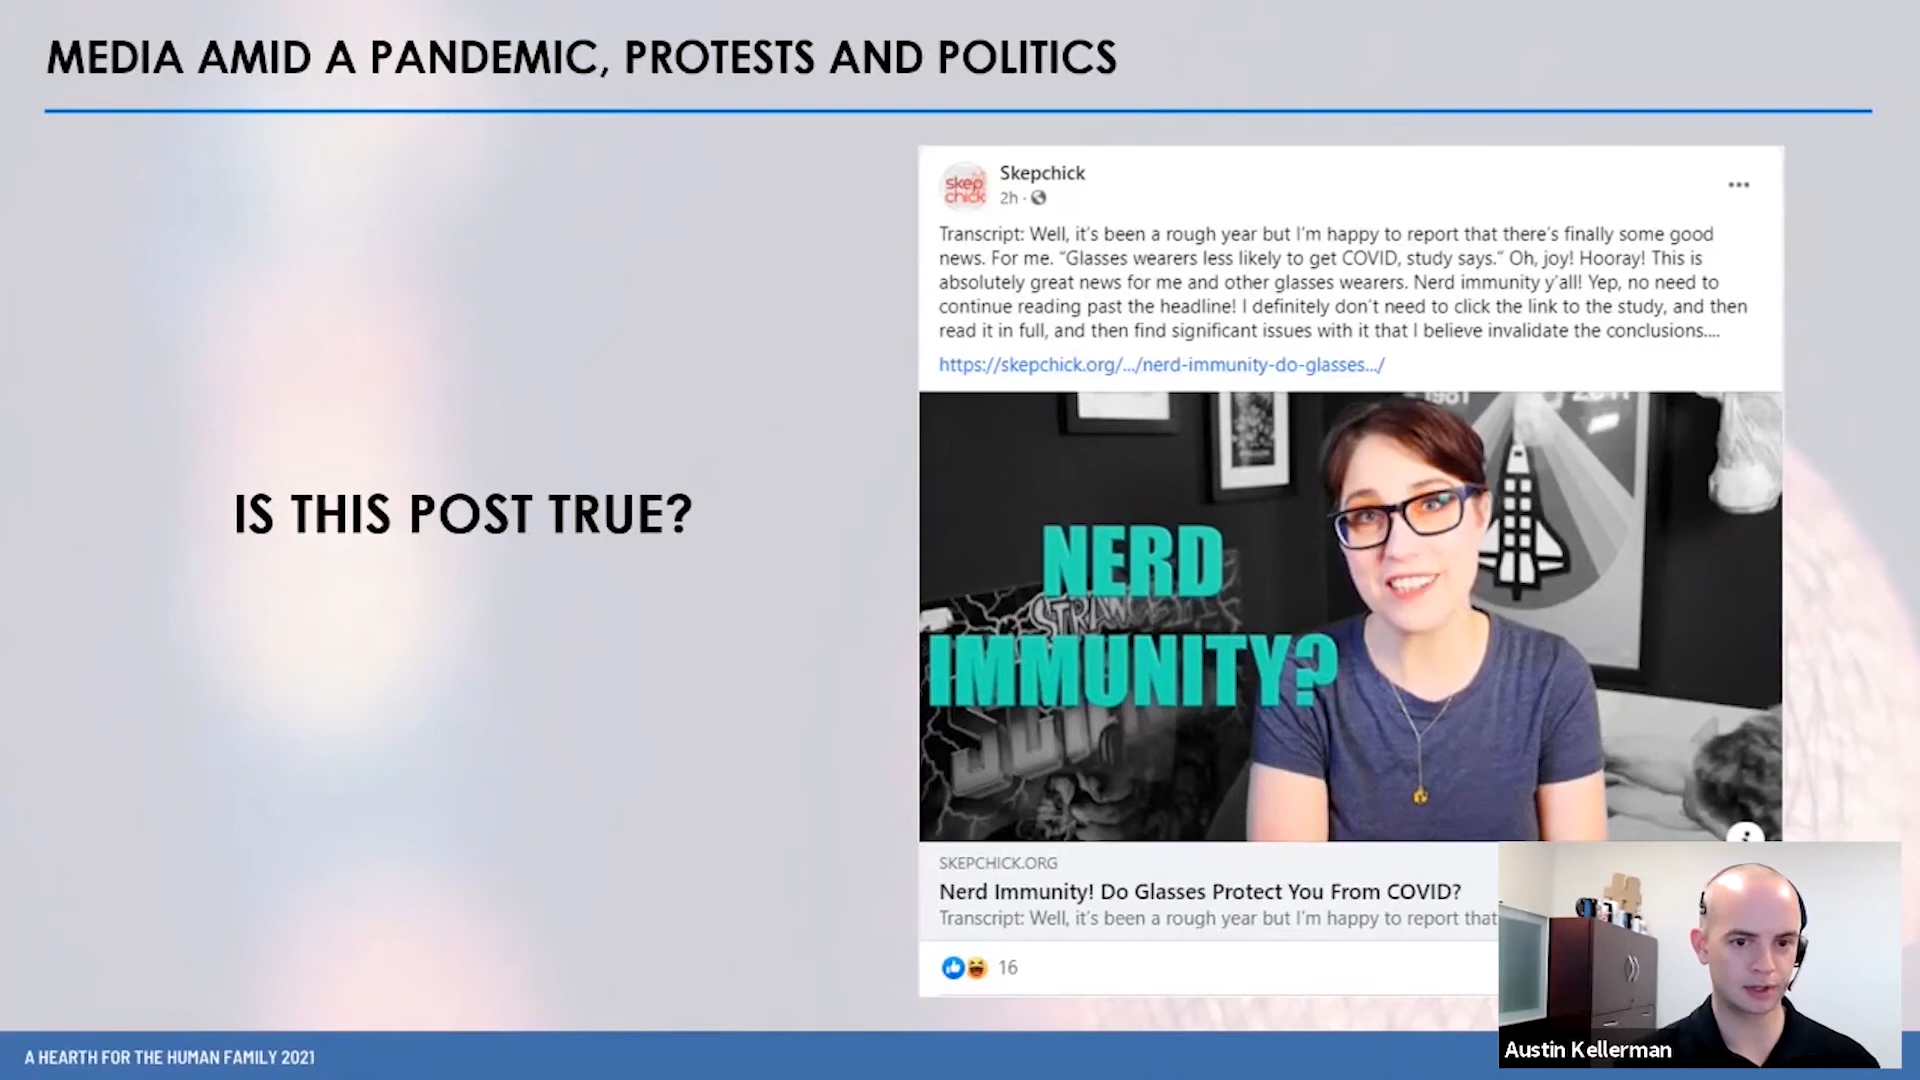 MEDIA AMID A PANDEMIC, PROTESTS AND POLITICS
IS THIS POST TRUE?
skep
chick
Skepchick
2h ·
Transcript: Well, it's been a rough year but I'm happy to report that there's finally some good
news. For me. “Glasses wearers less likely to get COVID, study says.” Oh, joy! Hooray! This is
absolutely great news for me and other glasses wearers. Nerd immunity y'all! Yep, no need to
continue reading past the headline! I definitely don't need to click the link to the study, and then
read it in full, and then find significant issues with it that I believe invalidate the conclusions....
https://skepchick.org/.../nerd-immunity-do-glasses.../
1981
NERD
IMMUNITY?
SKEPCHICK.ORG
Nerd Immunity! Do Glasses Protect You From COVID?
Transcript: Well, it's been a rough year but I'm happy to report that
16
Austin Kellerman
A HEARTH FOR THE HUMAN FAMILY 2021